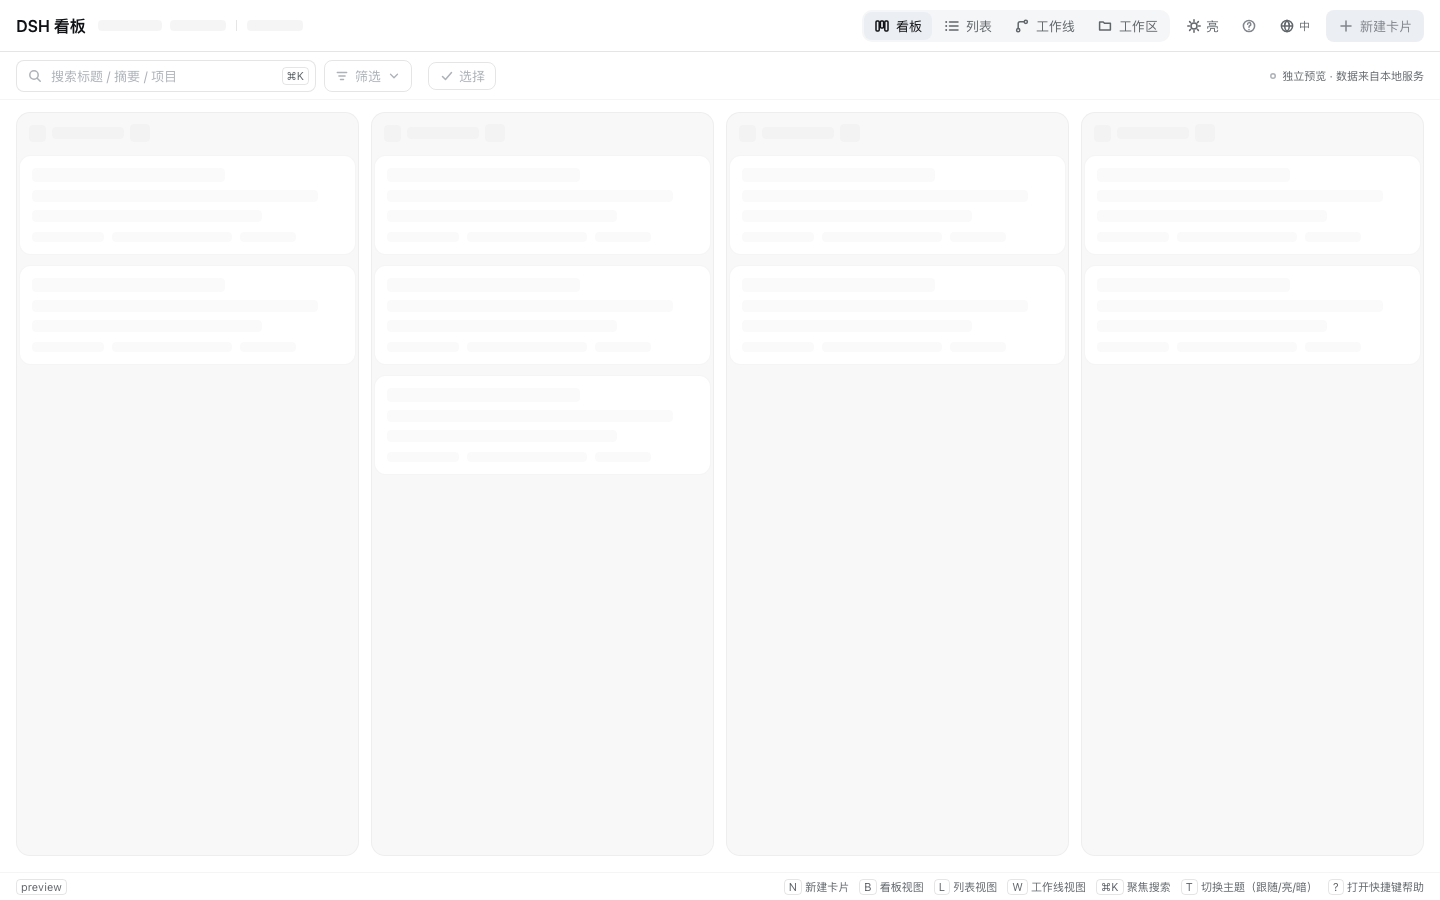 DSH 看板
看板 列表 工作线 工作区 亮 中 新建卡片
搜索标题 / 摘要 / 项目 ⌘K 筛选 选择 独立预览 · 数据来自本地服务
preview N 新建卡片 B 看板视图 L 列表视图 W 工作线视图 ⌘K 聚焦搜索 T 切换主题（跟随/亮/暗） ? 打开快捷键帮助